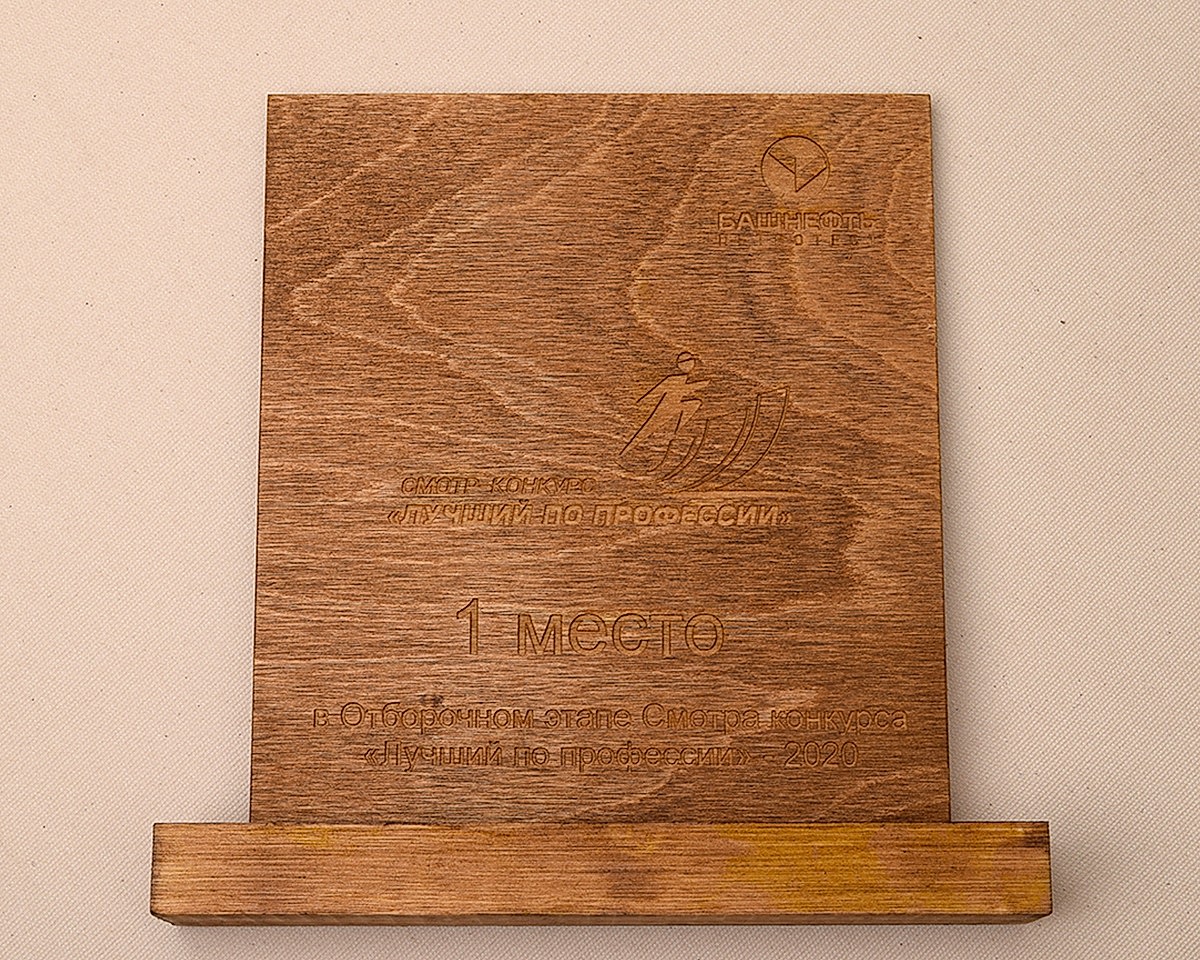 БАШНЕФТЬ
СМОТР-КОНКУРС
«ЛУЧШИЙ ПО ПРОФЕССИИ»
1 место
в Отборочном этапе Смотра конкурса
«Лучший по профессии» - 2020